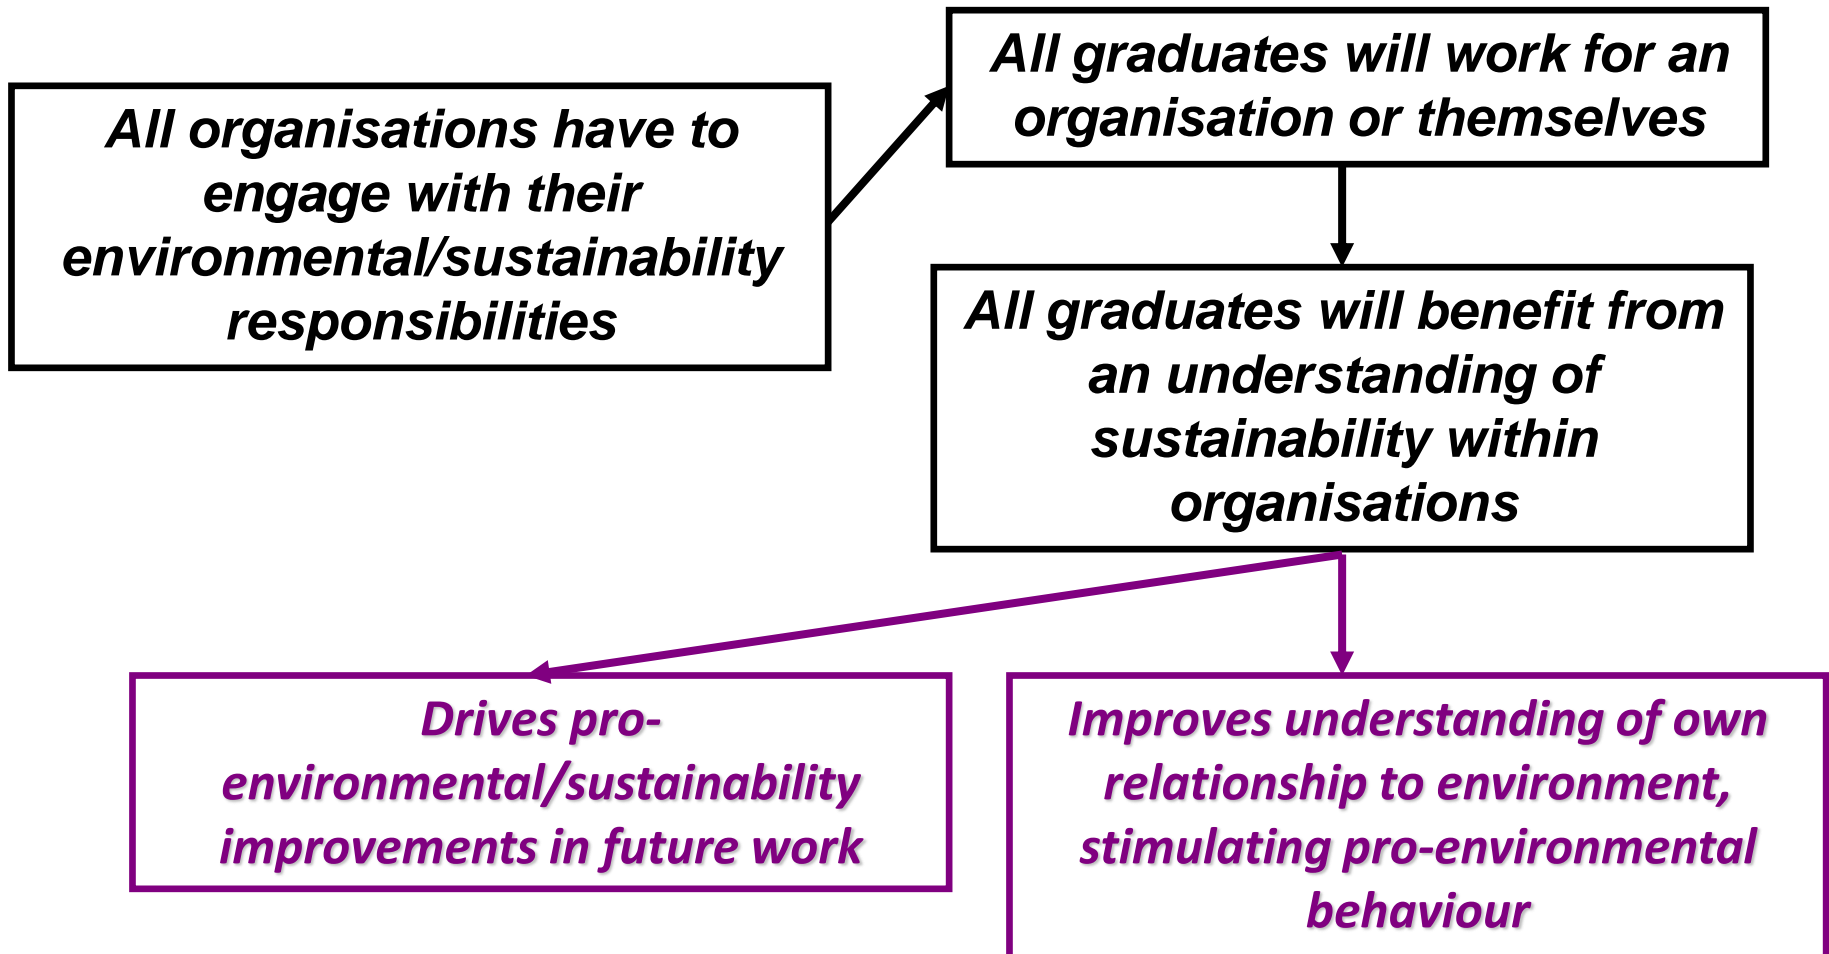 All organisations have to
engage with their
environmental/sustainability
responsibilities
All graduates will work for an
organisation or themselves
All graduates will benefit from
an understanding of
sustainability within
organisations
Drives pro-
environmental/sustainability
improvements in future work
Improves understanding of own
relationship to environment,
stimulating pro-environmental
behaviour